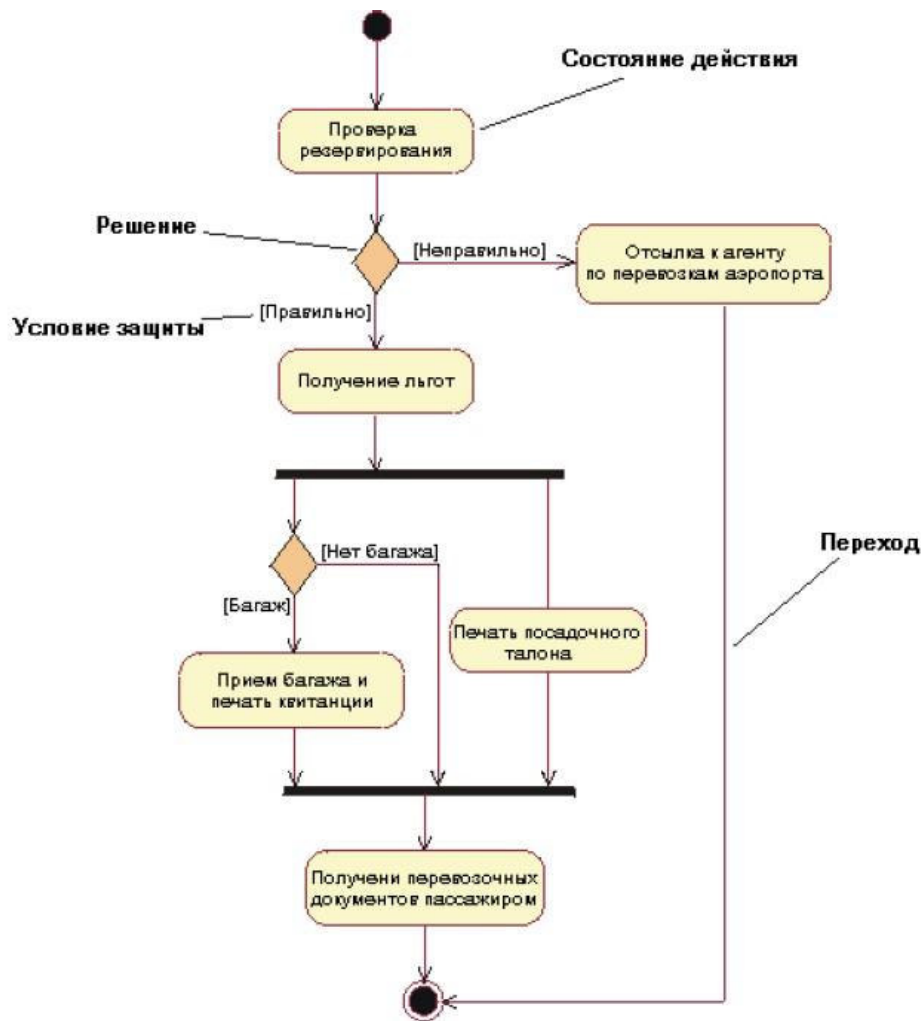 Состояние действия
Проверка
резервирования
Решение
[Неправильно]
Отсылка к агенту
по перевозкам аэропорта
Условие защиты
[Правильно]
Получение льгот
[Нет багажа]
Переход
[Багаж]
Печать посадочного
талона
Прием багажа и
печать квитанции
Получени перевозочных
документов пассажиром